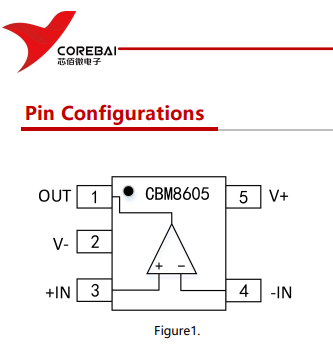 COREBAI
芯佰微电子
Pin Configurations
OUT 1 CBM8605 5 V+
V- 2
+IN 3 + − 4 -IN
Figure1.